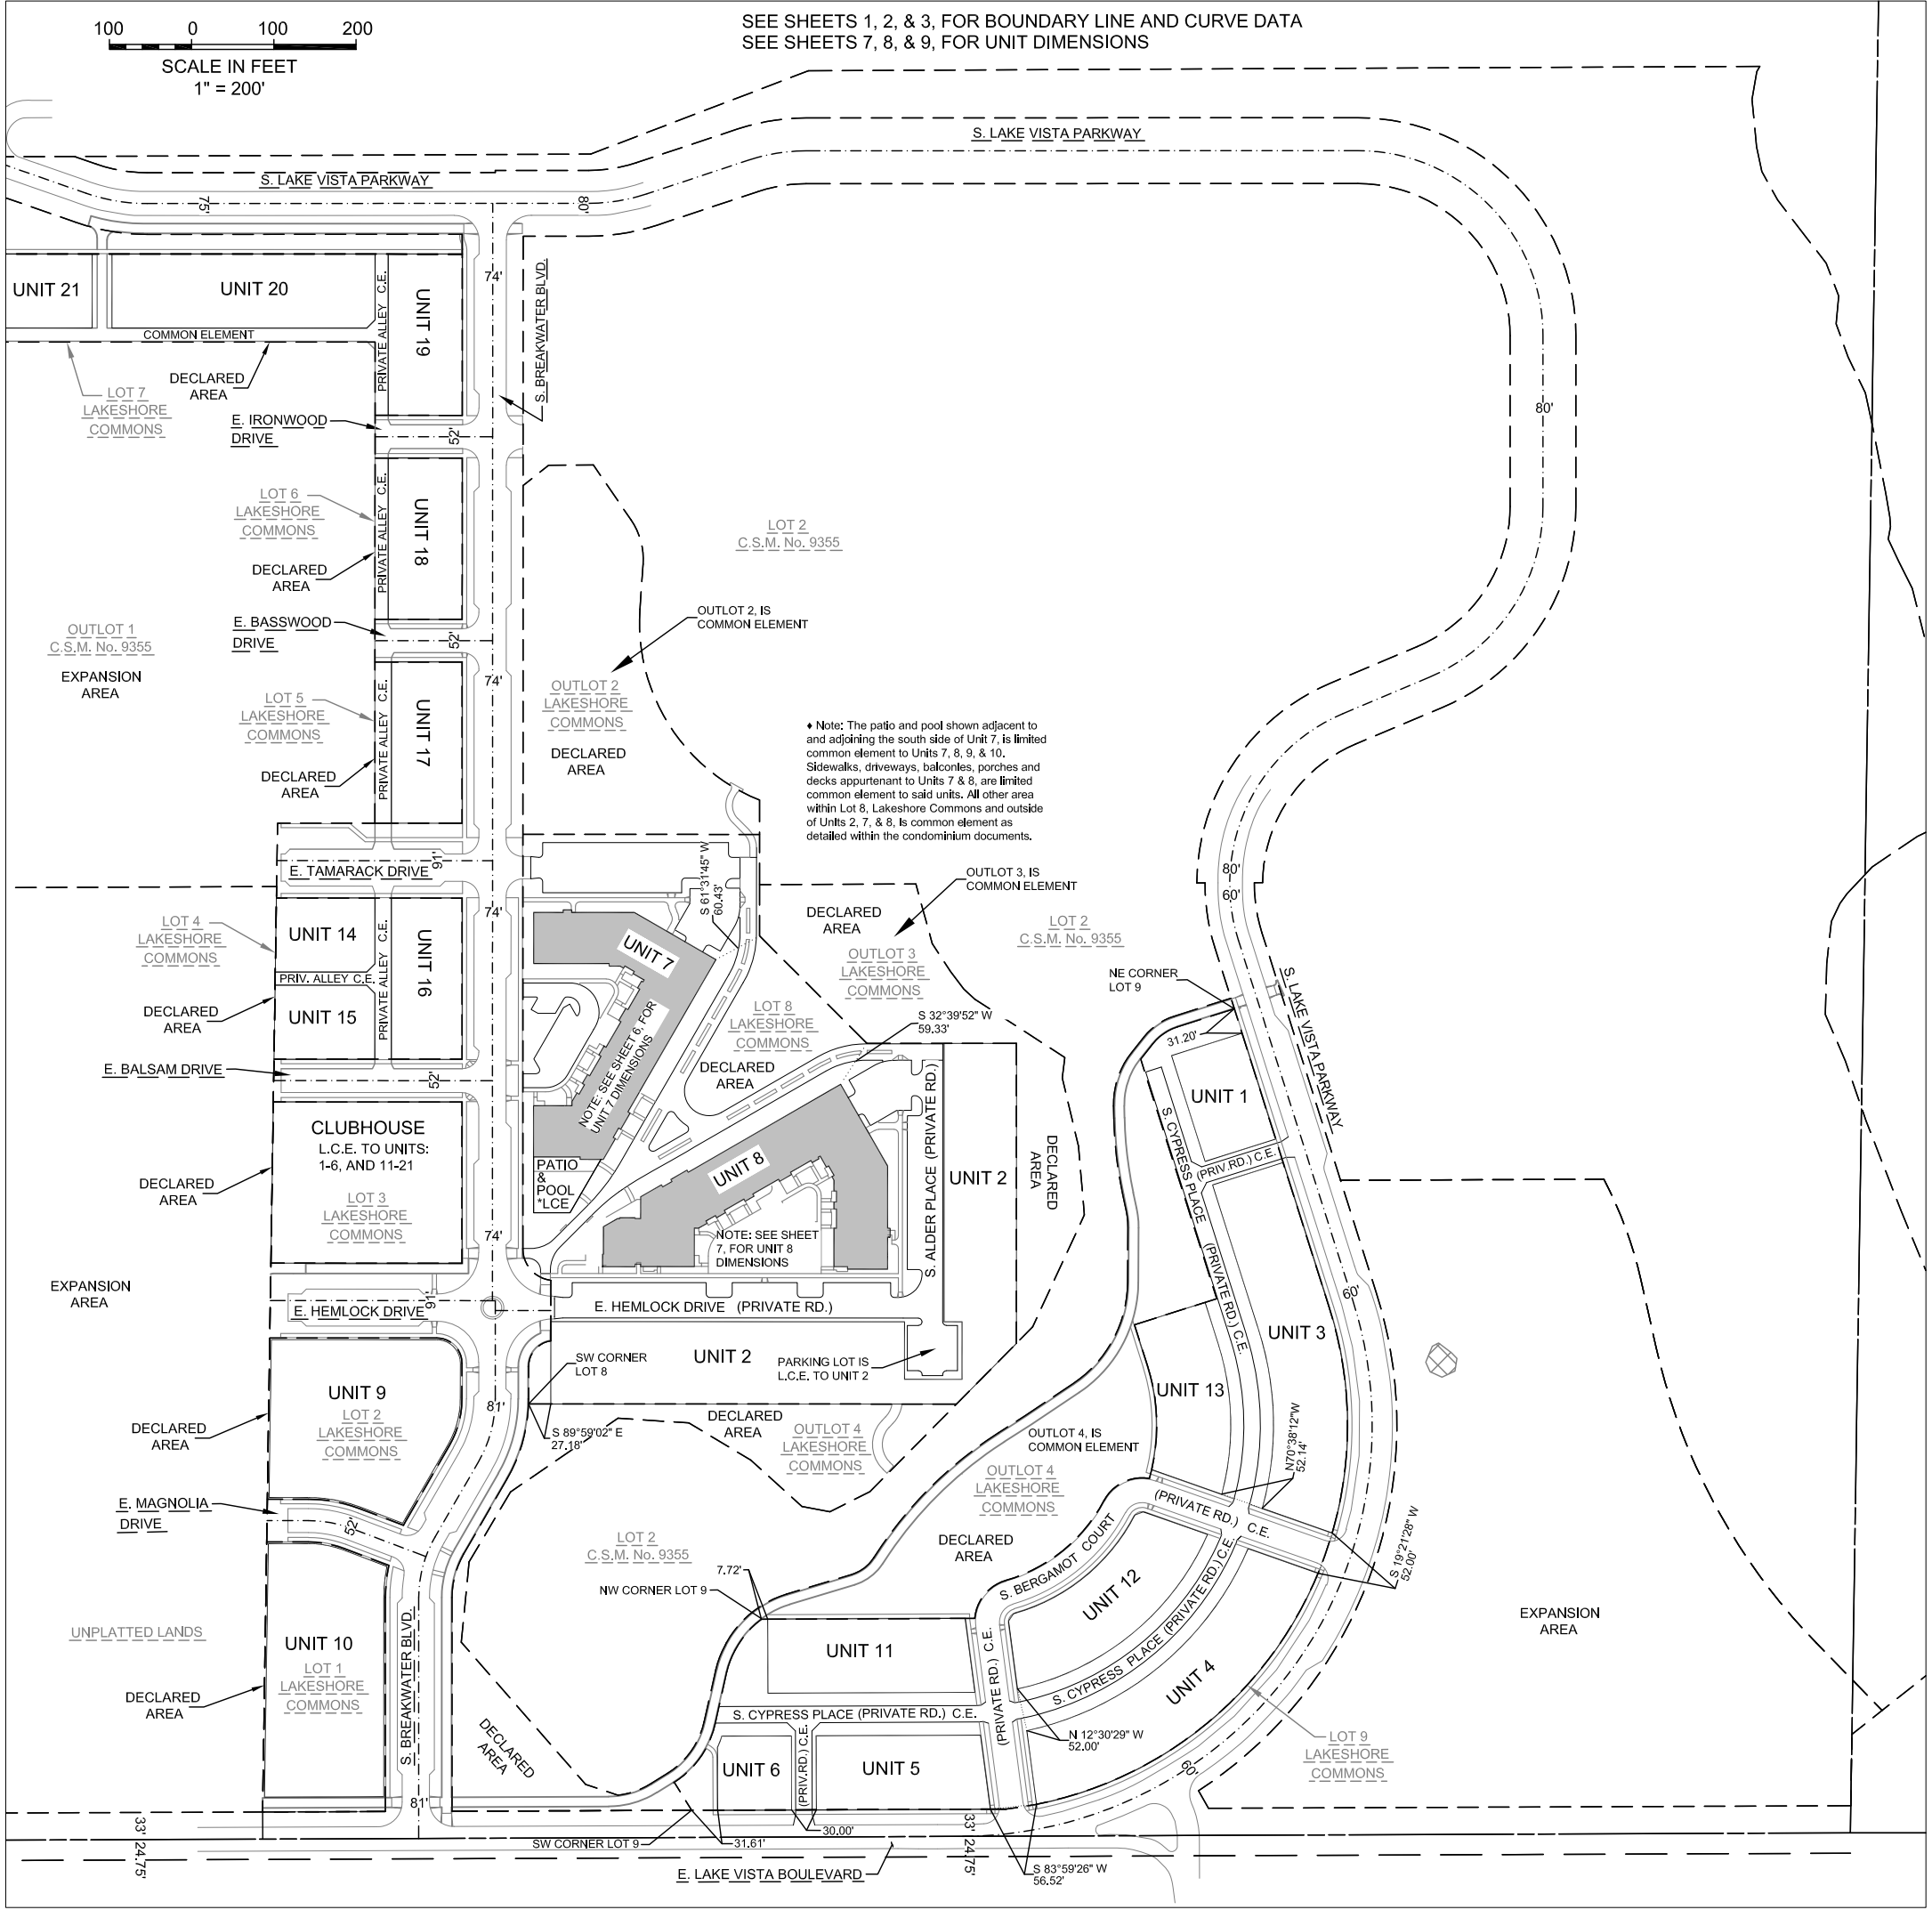 100 0 100 200
SCALE IN FEET
1" = 200'
SEE SHEETS 1, 2, & 3, FOR BOUNDARY LINE AND CURVE DATA
SEE SHEETS 7, 8, & 9, FOR UNIT DIMENSIONS
S. LAKE VISTA PARKWAY
S. LAKE VISTA PARKWAY
75'
80'
UNIT 21
UNIT 20
COMMON ELEMENT
PRIVATE ALLEY C.E.
UNIT 19
74'
S. BREAKWATER BLVD.
DECLARED
AREA
LOT 7
LAKESHORE
COMMONS
E. IRONWOOD
DRIVE
52'
80'
LOT 6
LAKESHORE
COMMONS
PRIVATE ALLEY C.E.
UNIT 18
DECLARED
AREA
LOT 2
C.S.M. No. 9355
OUTLOT 2, IS
COMMON ELEMENT
E. BASSWOOD
DRIVE
52'
OUTLOT 1
C.S.M. No. 9355
EXPANSION
AREA
LOT 5
LAKESHORE
COMMONS
PRIVATE ALLEY C.E.
UNIT 17
74'
DECLARED
AREA
OUTLOT 2
LAKESHORE
COMMONS
DECLARED
AREA
♦ Note: The patio and pool shown adjacent to
and adjoining the south side of Unit 7, is limited
common element to Units 7, 8, 9, & 10.
Sidewalks, driveways, balconies, porches and
decks appurtenant to Units 7 & 8, are limited
common element to said units. All other area
within Lot 8, Lakeshore Commons and outside
of Units 2, 7, & 8, is common element as
detailed within the condominium documents.
E. TAMARACK DRIVE
91'
74'
S 61°31'45" W
60.43'
OUTLOT 3, IS
COMMON ELEMENT
DECLARED
AREA
OUTLOT 3
LAKESHORE
COMMONS
LOT 2
C.S.M. No. 9355
80'
60'
LOT 4
LAKESHORE
COMMONS
UNIT 14
PRIV. ALLEY C.E.
UNIT 15
PRIVATE ALLEY C.E.
UNIT 16
DECLARED
AREA
UNIT 7
NOTE: SEE SHEET 6, FOR
UNIT 7 DIMENSIONS
LOT 8
LAKESHORE
COMMONS
DECLARED
AREA
S 32°39'52" W
59.33'
NE CORNER
LOT 9
31.20'
S. LAKE VISTA PARKWAY
UNIT 1
E. BALSAM DRIVE
52'
CLUBHOUSE
L.C.E. TO UNITS:
1-6, AND 11-21
LOT 3
LAKESHORE
COMMONS
DECLARED
AREA
74'
PATIO
&
POOL
*LCE
UNIT 8
NOTE: SEE SHEET
7, FOR UNIT 8
DIMENSIONS
S. ALDER PLACE (PRIVATE RD.)
UNIT 2
DECLARED
AREA
S. CYPRESS PLACE (PRIVATE RD.) C.E.
(PRIV.RD.) C.E.
EXPANSION
AREA
E. HEMLOCK DRIVE
91'
E. HEMLOCK DRIVE (PRIVATE RD.)
60'
UNIT 3
SW CORNER
LOT 8
UNIT 2
PARKING LOT IS
L.C.E. TO UNIT 2
UNIT 13
UNIT 9
LOT 2
LAKESHORE
COMMONS
DECLARED
AREA
81'
S 89°59'02" E
27.18'
DECLARED
AREA
OUTLOT 4
LAKESHORE
COMMONS
OUTLOT 4, IS
COMMON ELEMENT
OUTLOT 4
LAKESHORE
COMMONS
N70°38'12"W
52.14'
E. MAGNOLIA
DRIVE
52'
LOT 2
C.S.M. No. 9355
DECLARED
AREA
(PRIVATE RD.) C.E.
S. BERGAMOT COURT
S 19°21'28" W
52.00'
7.72'
NW CORNER LOT 9
UNIT 12
S. CYPRESS PLACE (PRIVATE RD.) C.E.
EXPANSION
AREA
UNPLATTED LANDS
UNIT 10
LOT 1
LAKESHORE
COMMONS
S. BREAKWATER BLVD.
UNIT 11
(PRIVATE RD.) C.E.
UNIT 4
DECLARED
AREA
DECLARED
AREA
S. CYPRESS PLACE (PRIVATE RD.) C.E.
N 12°30'29" W
52.00'
LOT 9
LAKESHORE
COMMONS
UNIT 6
(PRIV.RD.) C.E.
UNIT 5
60'
81'
33' 24.75'
SW CORNER LOT 9
31.61'
30.00'
33' 24.75'
E. LAKE VISTA BOULEVARD
S 83°59'26" W
56.52'